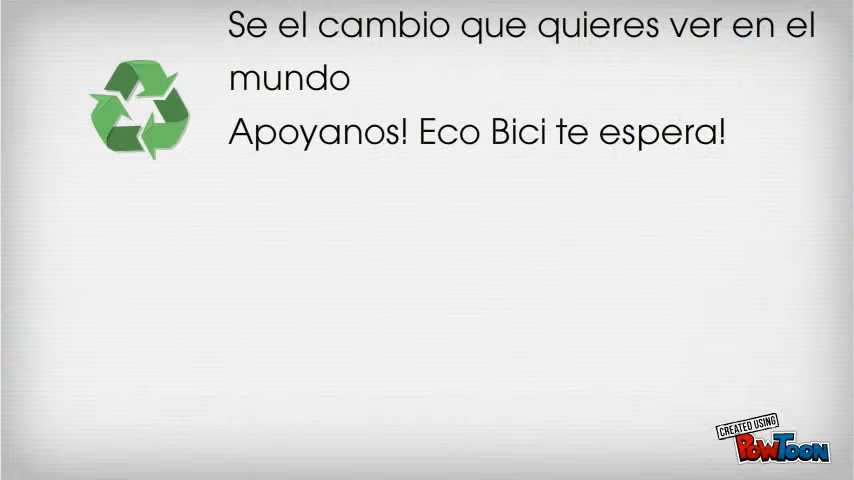 Se el cambio que quieres ver en el
mundo
Apoyanos! Eco Bici te espera!
CREATED USING
PowToon